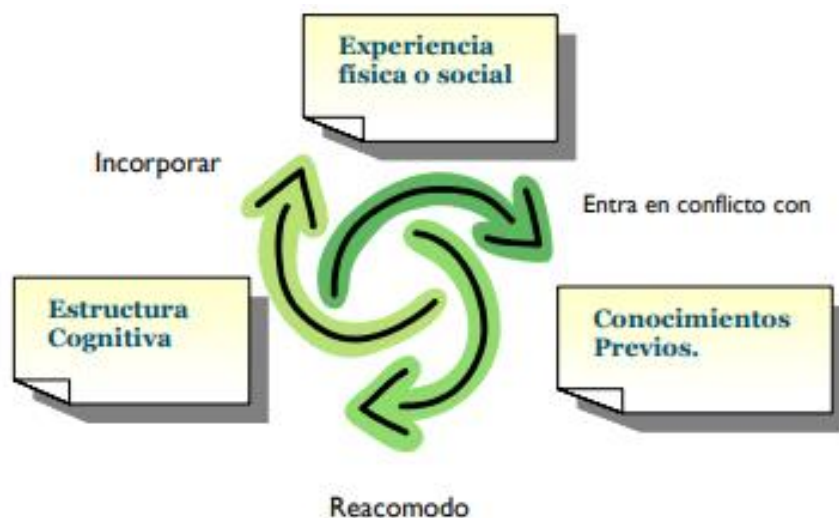 Experiencia
física o social
Incorporar
Entra en conflicto con
Estructura
Cognitiva
Conocimientos
Previos.
Reacomodo